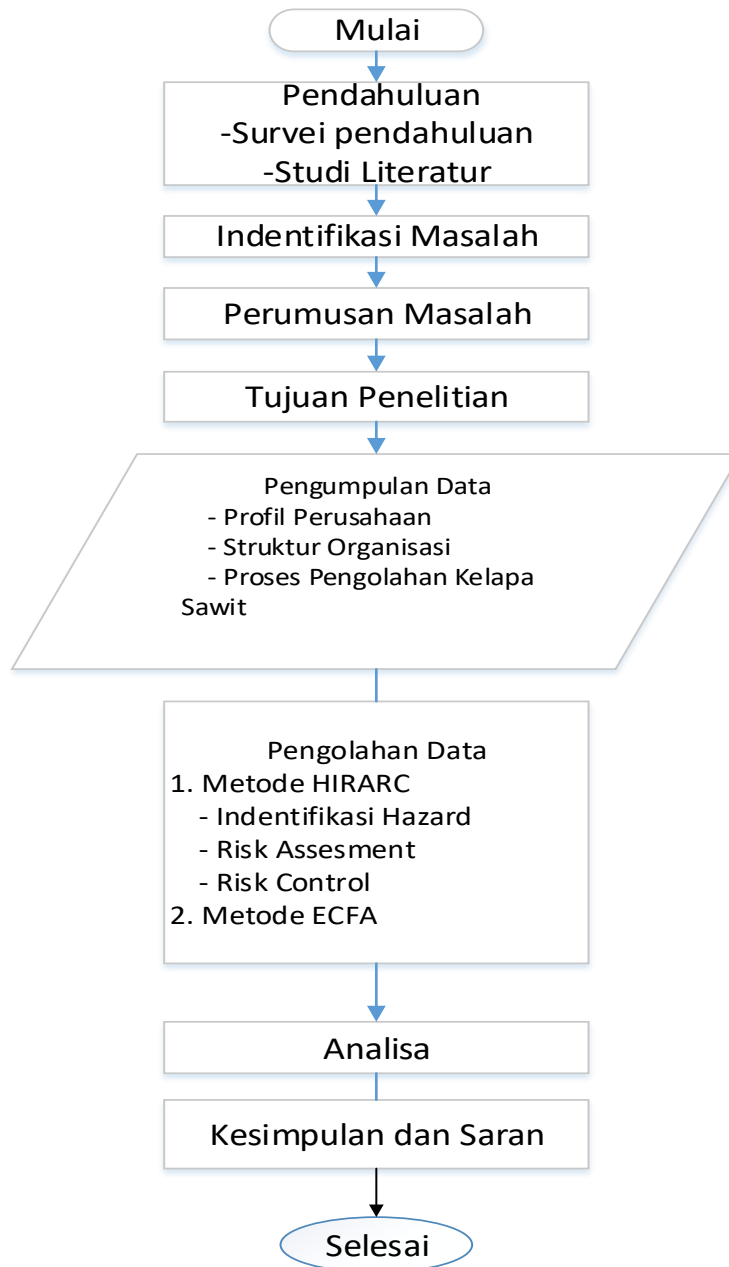 Mulai
Pendahuluan
-Survei pendahuluan
-Studi Literatur
Indentifikasi Masalah
Perumusan Masalah
Tujuan Penelitian
Pengumpulan Data
- Profil Perusahaan
- Struktur Organisasi
- Proses Pengolahan Kelapa
Sawit
Pengolahan Data
1. Metode HIRARC
- Indentifikasi Hazard
- Risk Assesment
- Risk Control
2. Metode ECFA
Analisa
Kesimpulan dan Saran
Selesai